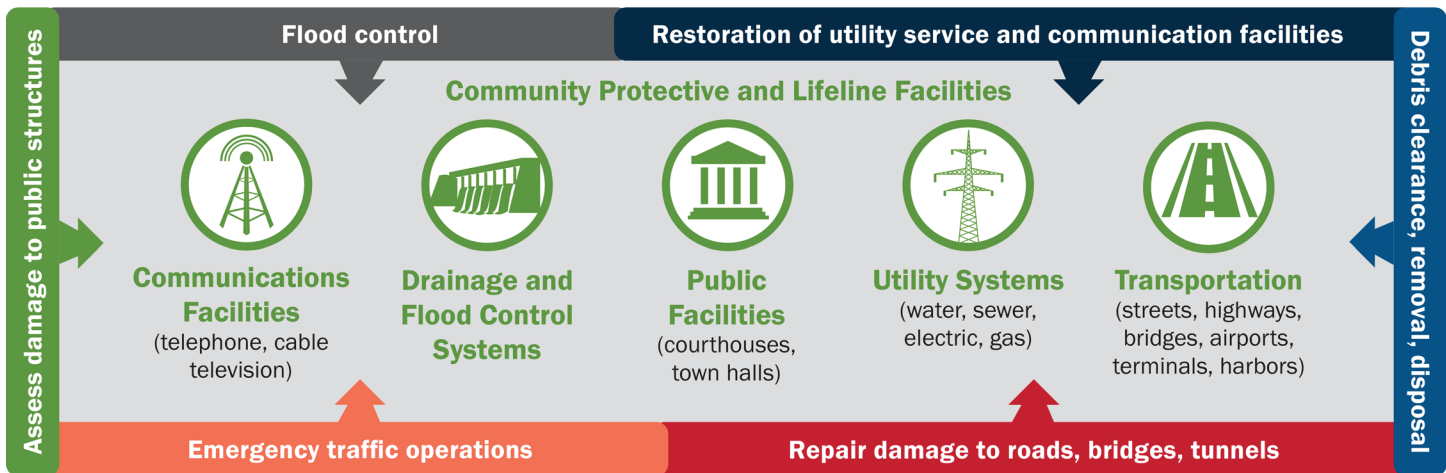 Flood control
Restoration of utility service and communication facilities
Assess damage to public structures
Debris clearance, removal, disposal
Community Protective and Lifeline Facilities
Communications
Facilities
(telephone, cable
television)
Drainage and
Flood Control
Systems
Public
Facilities
(courthouses,
town halls)
Utility Systems
(water, sewer,
electric, gas)
Transportation
(streets, highways,
bridges, airports,
terminals, harbors)
Emergency traffic operations
Repair damage to roads, bridges, tunnels